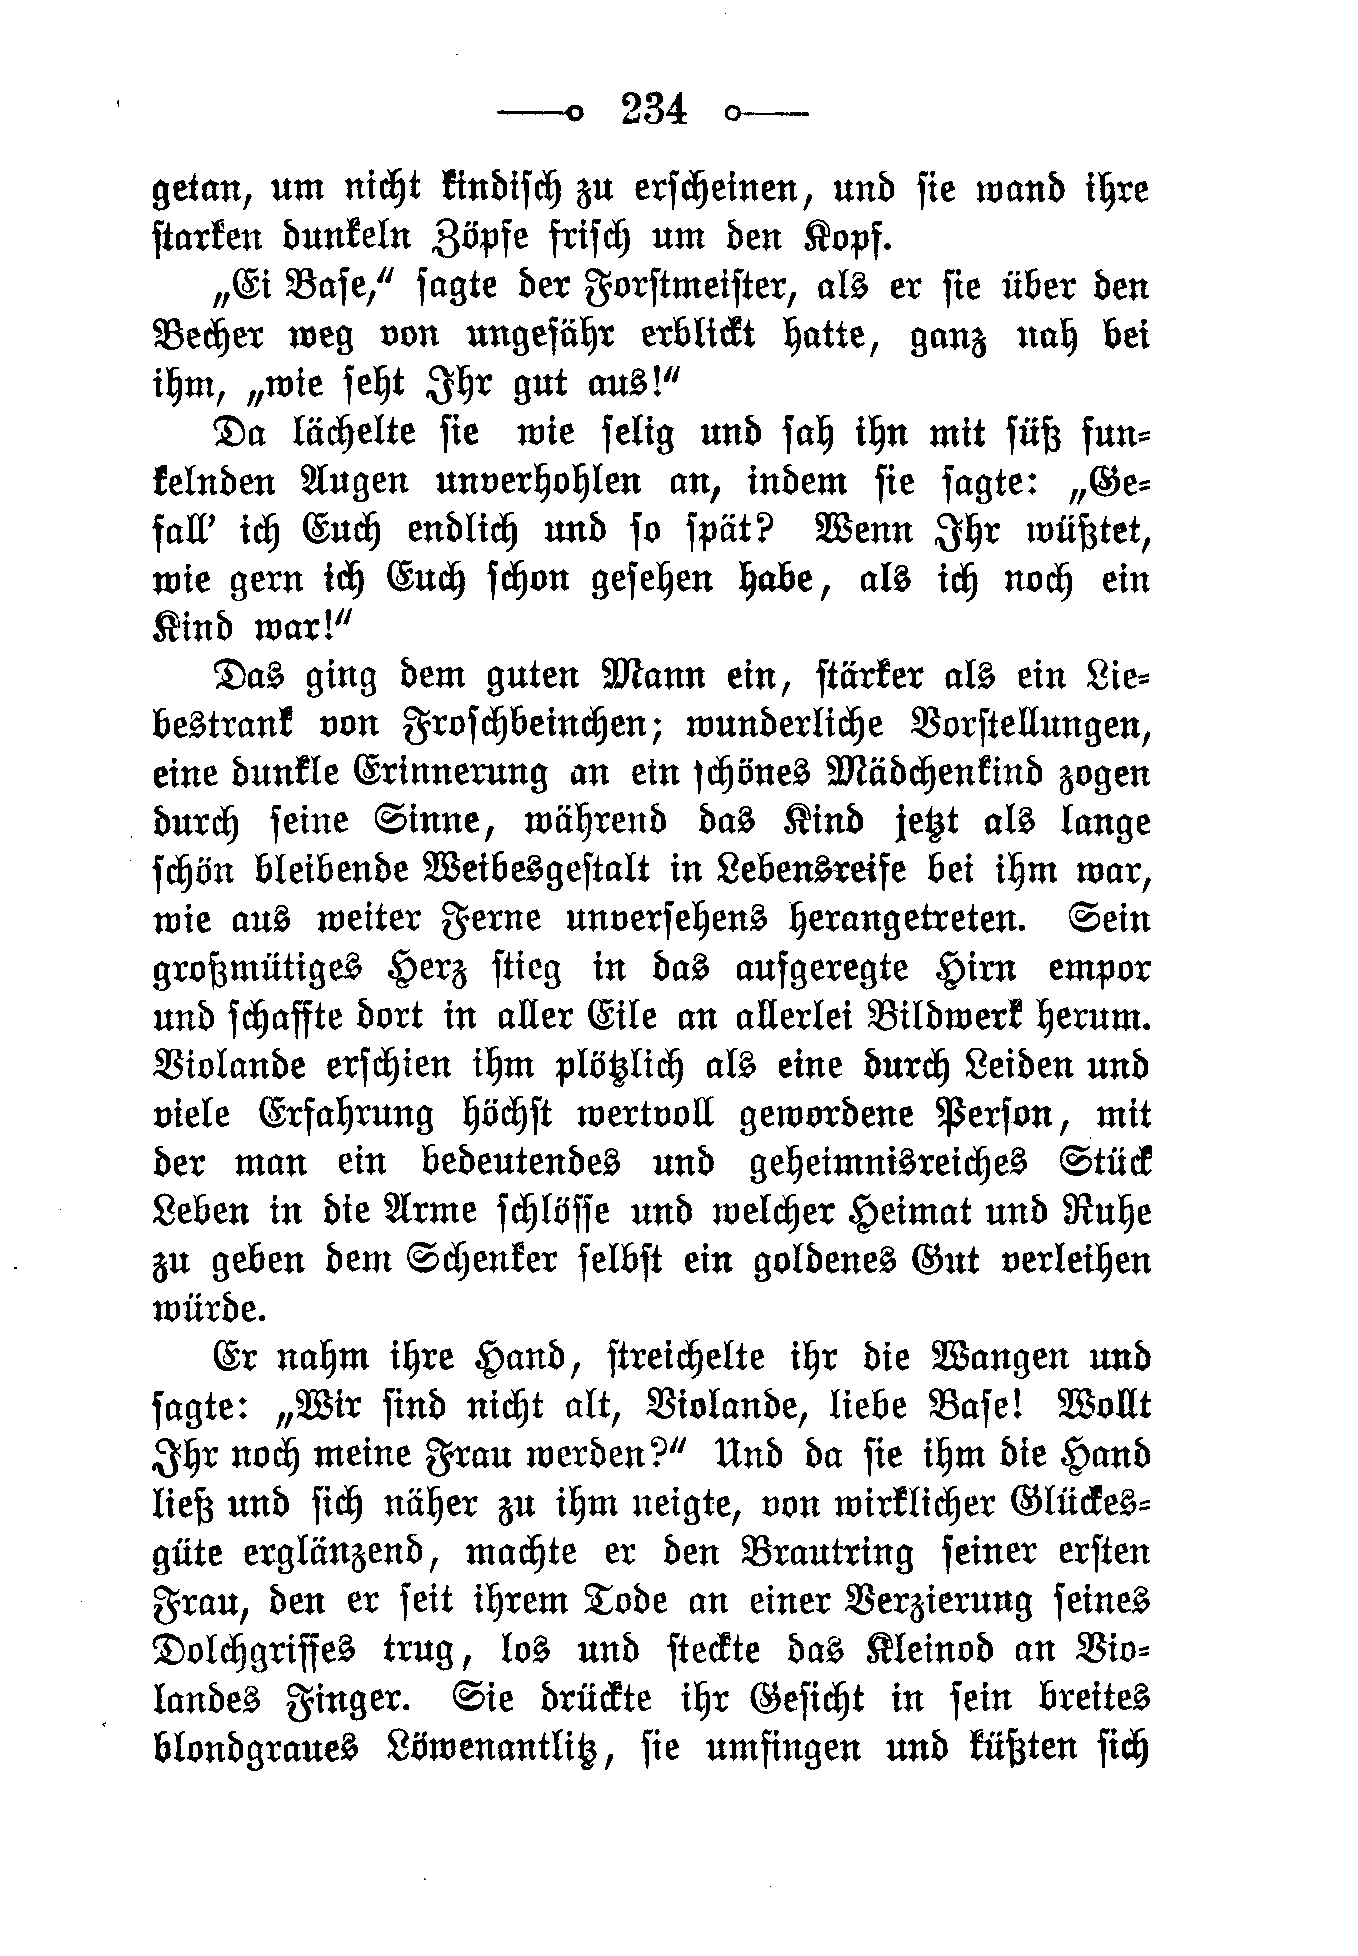 234
getan, um nicht kindisch zu erscheinen, und sie wand ihre
starken dunkeln Zöpfe frisch um den Kopf.
„Ei Base,“ sagte der Forstmeister, als er sie über den
Becher weg von ungefähr erblickt hatte, ganz nah bei
ihm, „wie seht Ihr gut aus!“
Da lächelte sie wie selig und sah ihn mit süß fun-
kelnden Augen unverhohlen an, indem sie sagte: „Ge-
fall’ ich Euch endlich und so spät? Wenn Ihr wüßtet,
wie gern ich Euch schon gesehen habe, als ich noch ein
Kind war!“
Das ging dem guten Mann ein, stärker als ein Lie-
bestrank von Froschbeinchen; wunderliche Vorstellungen,
eine dunkle Erinnerung an ein schönes Mädchenkind zogen
durch seine Sinne, während das Kind jetzt als lange
schön bleibende Weibesgestalt in Lebensreife bei ihm war,
wie aus weiter Ferne unversehens herangetreten. Sein
großmütiges Herz stieg in das aufgeregte Hirn empor
und schaffte dort in aller Eile an allerlei Bildwerk herum.
Violande erschien ihm plötzlich als eine durch Leiden und
viele Erfahrung höchst wertvoll gewordene Person, mit
der man ein bedeutendes und geheimnisreiches Stück
Leben in die Arme schlösse und welcher Heimat und Ruhe
zu geben dem Schenker selbst ein goldenes Gut verleihen
würde.
Er nahm ihre Hand, streichelte ihr die Wangen und
sagte: „Wir sind nicht alt, Violande, liebe Base! Wollt
Ihr noch meine Frau werden?“ Und da sie ihm die Hand
ließ und sich näher zu ihm neigte, von wirklicher Glückes-
güte erglänzend, machte er den Brautring seiner ersten
Frau, den er seit ihrem Tode an einer Verzierung seines
Dolchgriffes trug, los und steckte das Kleinod an Vio-
landes Finger. Sie drückte ihr Gesicht in sein breites
blondgraues Löwenantlitz, sie umfingen und küßten sich